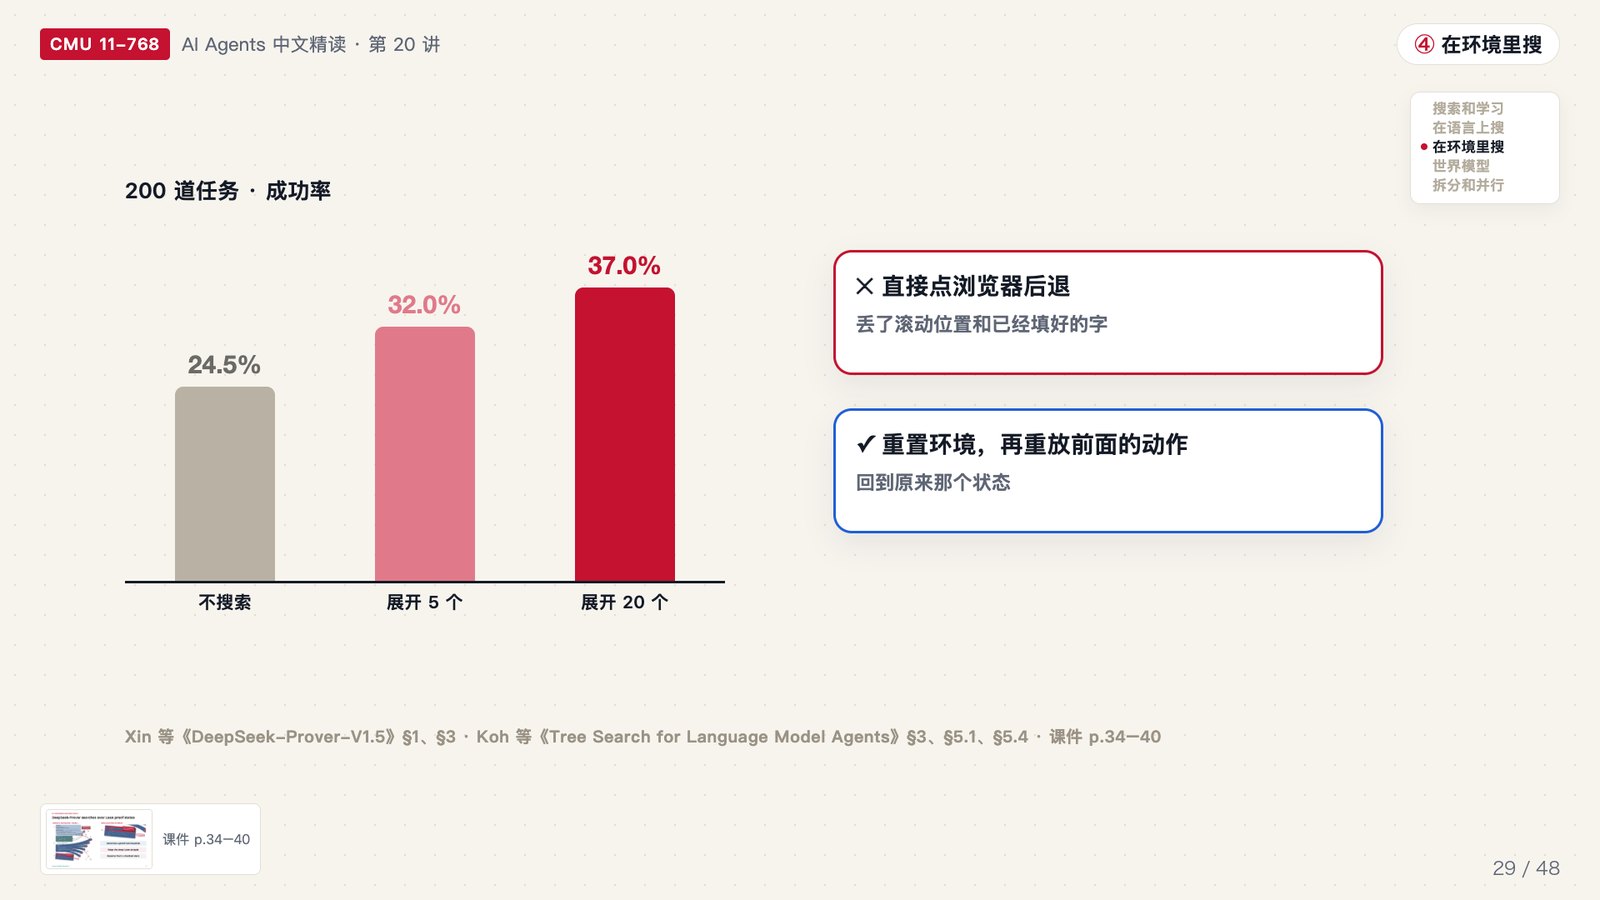 CMU 11-768 AI Agents 中文精读 · 第 20 讲
④ 在环境里搜
搜索和学习
在语言上搜
在环境里搜
世界模型
拆分和并行
200 道任务 · 成功率
24.5%
32.0%
37.0%
不搜索
展开 5 个
展开 20 个
✕ 直接点浏览器后退
丢了滚动位置和已经填好的字
✓ 重置环境，再重放前面的动作
回到原来那个状态
Xin 等《DeepSeek-Prover-V1.5》§1、§3 · Koh 等《Tree Search for Language Model Agents》§3、§5.1、§5.4 · 课件 p.34—40
课件 p.34—40
29 / 48